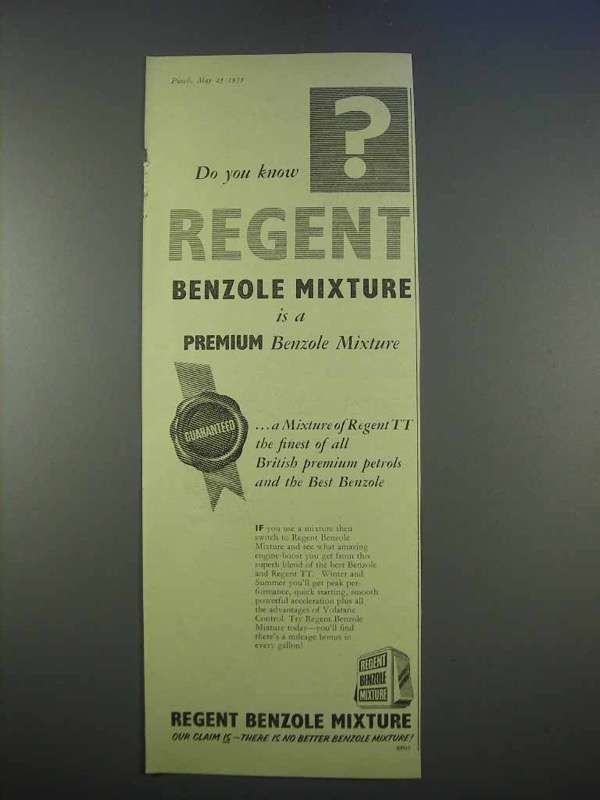 Punch, May 25 1955
?
Do you know
REGENT
BENZOLE MIXTURE
is a
PREMIUM Benzole Mixture
GUARANTEED
...a Mixture of Regent TT
the finest of all
British premium petrols
and the Best Benzole
IF you use a mixture then
switch to Regent Benzole
Mixture and see what amazing
engine-boost you get from this
superb blend of the best Benzole
and Regent TT. Winter and
Summer you'll get peak per-
formance, quick starting, smooth
powerful acceleration plus all
the advantages of Volatane
Control. Try Regent Benzole
Mixture today—you'll find
there's a mileage bonus in
every gallon!
REGENT
BENZOLE
MIXTURE
REGENT BENZOLE MIXTURE
OUR CLAIM IS — THERE IS NO BETTER BENZOLE MIXTURE!